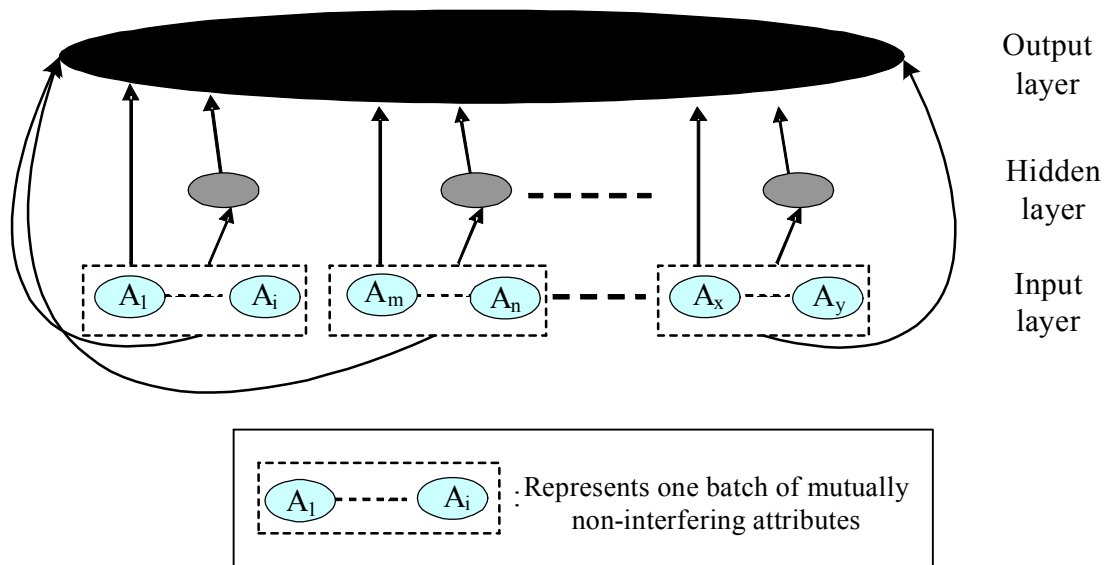 Output
layer
Hidden
layer
A₁ Aᵢ Aₘ Aₙ Aₓ Aᵧ
Input
layer
A₁ Aᵢ : Represents one batch of mutually
non-interfering attributes